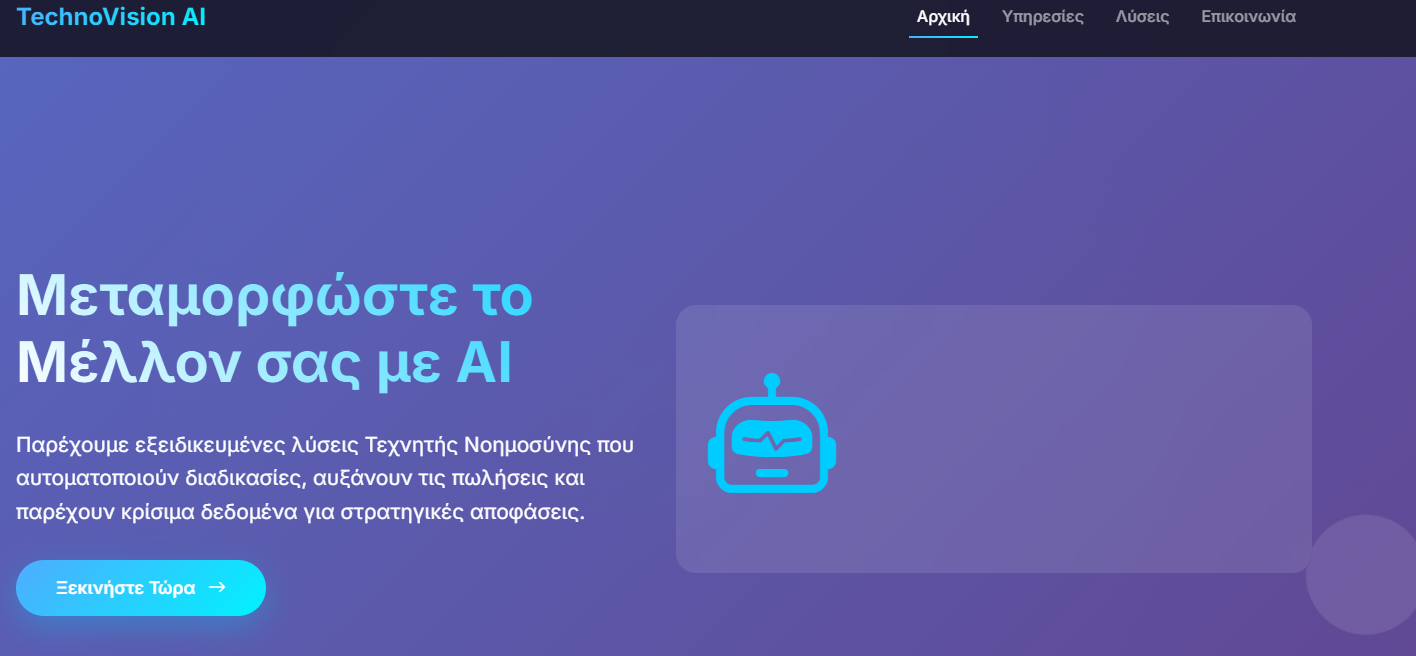 TechnoVision AI
Αρχική Υπηρεσίες Λύσεις Επικοινωνία
Μεταμορφώστε το
Μέλλον σας με AI
Παρέχουμε εξειδικευμένες λύσεις Τεχνητής Νοημοσύνης που
αυτοματοποιούν διαδικασίες, αυξάνουν τις πωλήσεις και
παρέχουν κρίσιμα δεδομένα για στρατηγικές αποφάσεις.
Ξεκινήστε Τώρα →